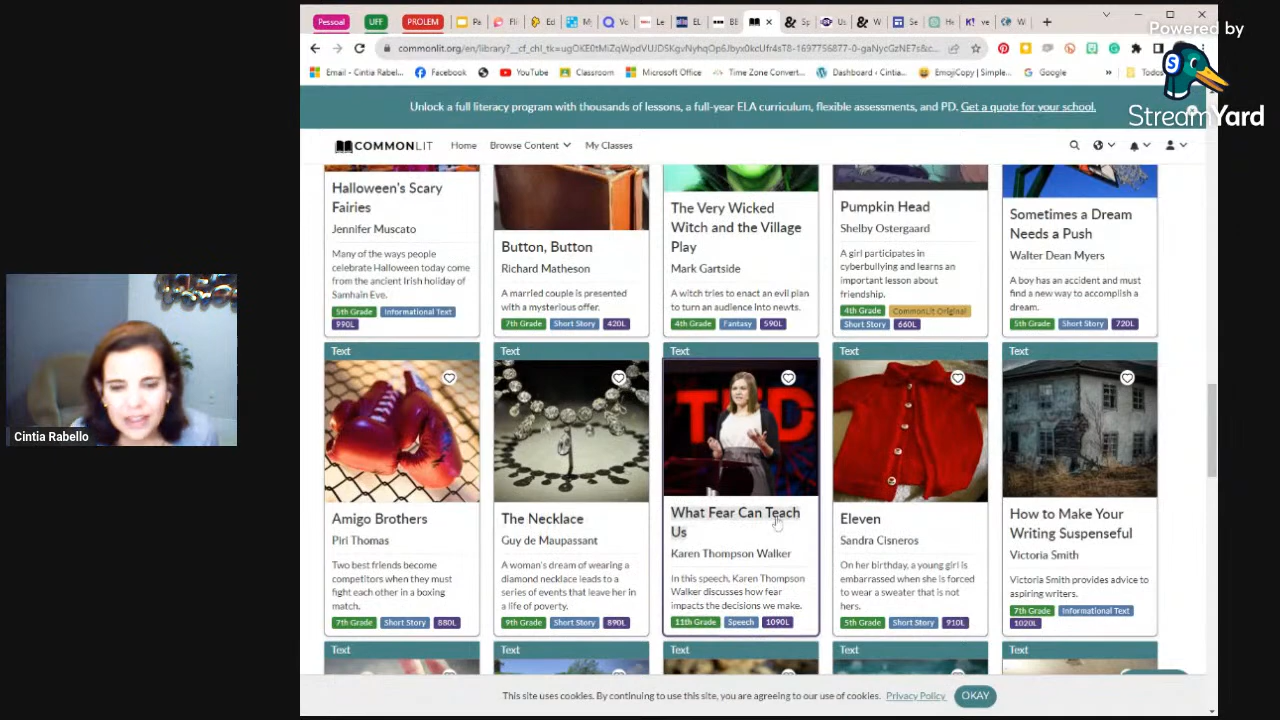 Pessoal UFF PROLEM
commonlit.org/en/library?__cf_chl_tk=
Email - Cintia Rabel... Facebook YouTube Classroom Microsoft Office Time Zone Convert... Dashboard ‹ Cintia... EmojiCopy | Simple... Google » Todos
Powered by
StreamYard
Unlock a full literacy program with thousands of lessons, a full-year ELA curriculum, flexible assessments, and PD. Get a quote for your school.
COMMONLIT Home Browse Content My Classes
Halloween's Scary
Fairies
Jennifer Muscato
Many of the ways people
celebrate Halloween today come
from the ancient Irish holiday of
Samhain Eve.
5th Grade Informational Text
990L
Button, Button
Richard Matheson
A married couple is presented
with a mysterious offer.
7th Grade Short Story 420L
The Very Wicked
Witch and the Village
Play
Mark Gartside
A witch tries to enact an evil plan
to turn an audience into newts.
4th Grade Fantasy 590L
Pumpkin Head
Shelby Ostergaard
A girl participates in
cyberbullying and learns an
important lesson about
friendship.
4th Grade CommonLit Original
Short Story 660L
Sometimes a Dream
Needs a Push
Walter Dean Myers
A boy has an accident and must
find a new way to accomplish a
dream.
5th Grade Short Story 720L
Text
Amigo Brothers
Piri Thomas
Two best friends become
competitors when they must
fight each other in a boxing
match.
7th Grade Short Story 880L
Text
The Necklace
Guy de Maupassant
A woman's dream of wearing a
diamond necklace leads to a
series of events that leave her in
a life of poverty.
9th Grade Short Story 890L
Text
TED
What Fear Can Teach
Us
Karen Thompson Walker
In this speech, Karen Thompson
Walker discusses how fear
impacts the decisions we make.
11th Grade Speech 1090L
Text
Eleven
Sandra Cisneros
On her birthday, a young girl is
embarrassed when she is forced
to wear a sweater that is not
hers.
5th Grade Short Story 910L
Text
How to Make Your
Writing Suspenseful
Victoria Smith
Victoria Smith provides advice to
aspiring writers.
7th Grade Informational Text
1020L
Text Text Text Text Text
Cintia Rabello
This site uses cookies. By continuing to use this site, you are agreeing to our use of cookies. Privacy Policy OKAY